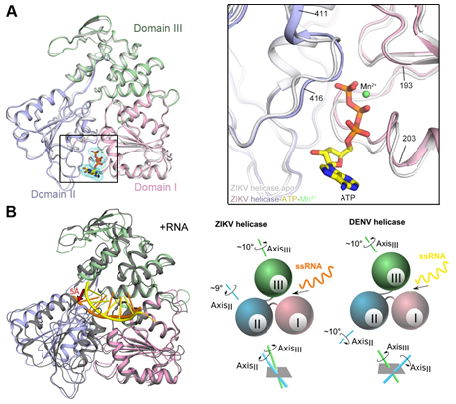 A
Domain III
Domain II
Domain I
411
416
Mn²⁺
193
203
ZIKV helicase apo
ZIKV helicase-ATP-Mn²⁺
ATP
B
+RNA
5Å
ZIKV helicase
DENV helicase
~10°
AxisIII
ssRNA
III
~9°
AxisII
II
I
AxisIII
AxisII
~10°
AxisIII
ssRNA
III
II
I
~10°
AxisII
AxisIII
AxisII